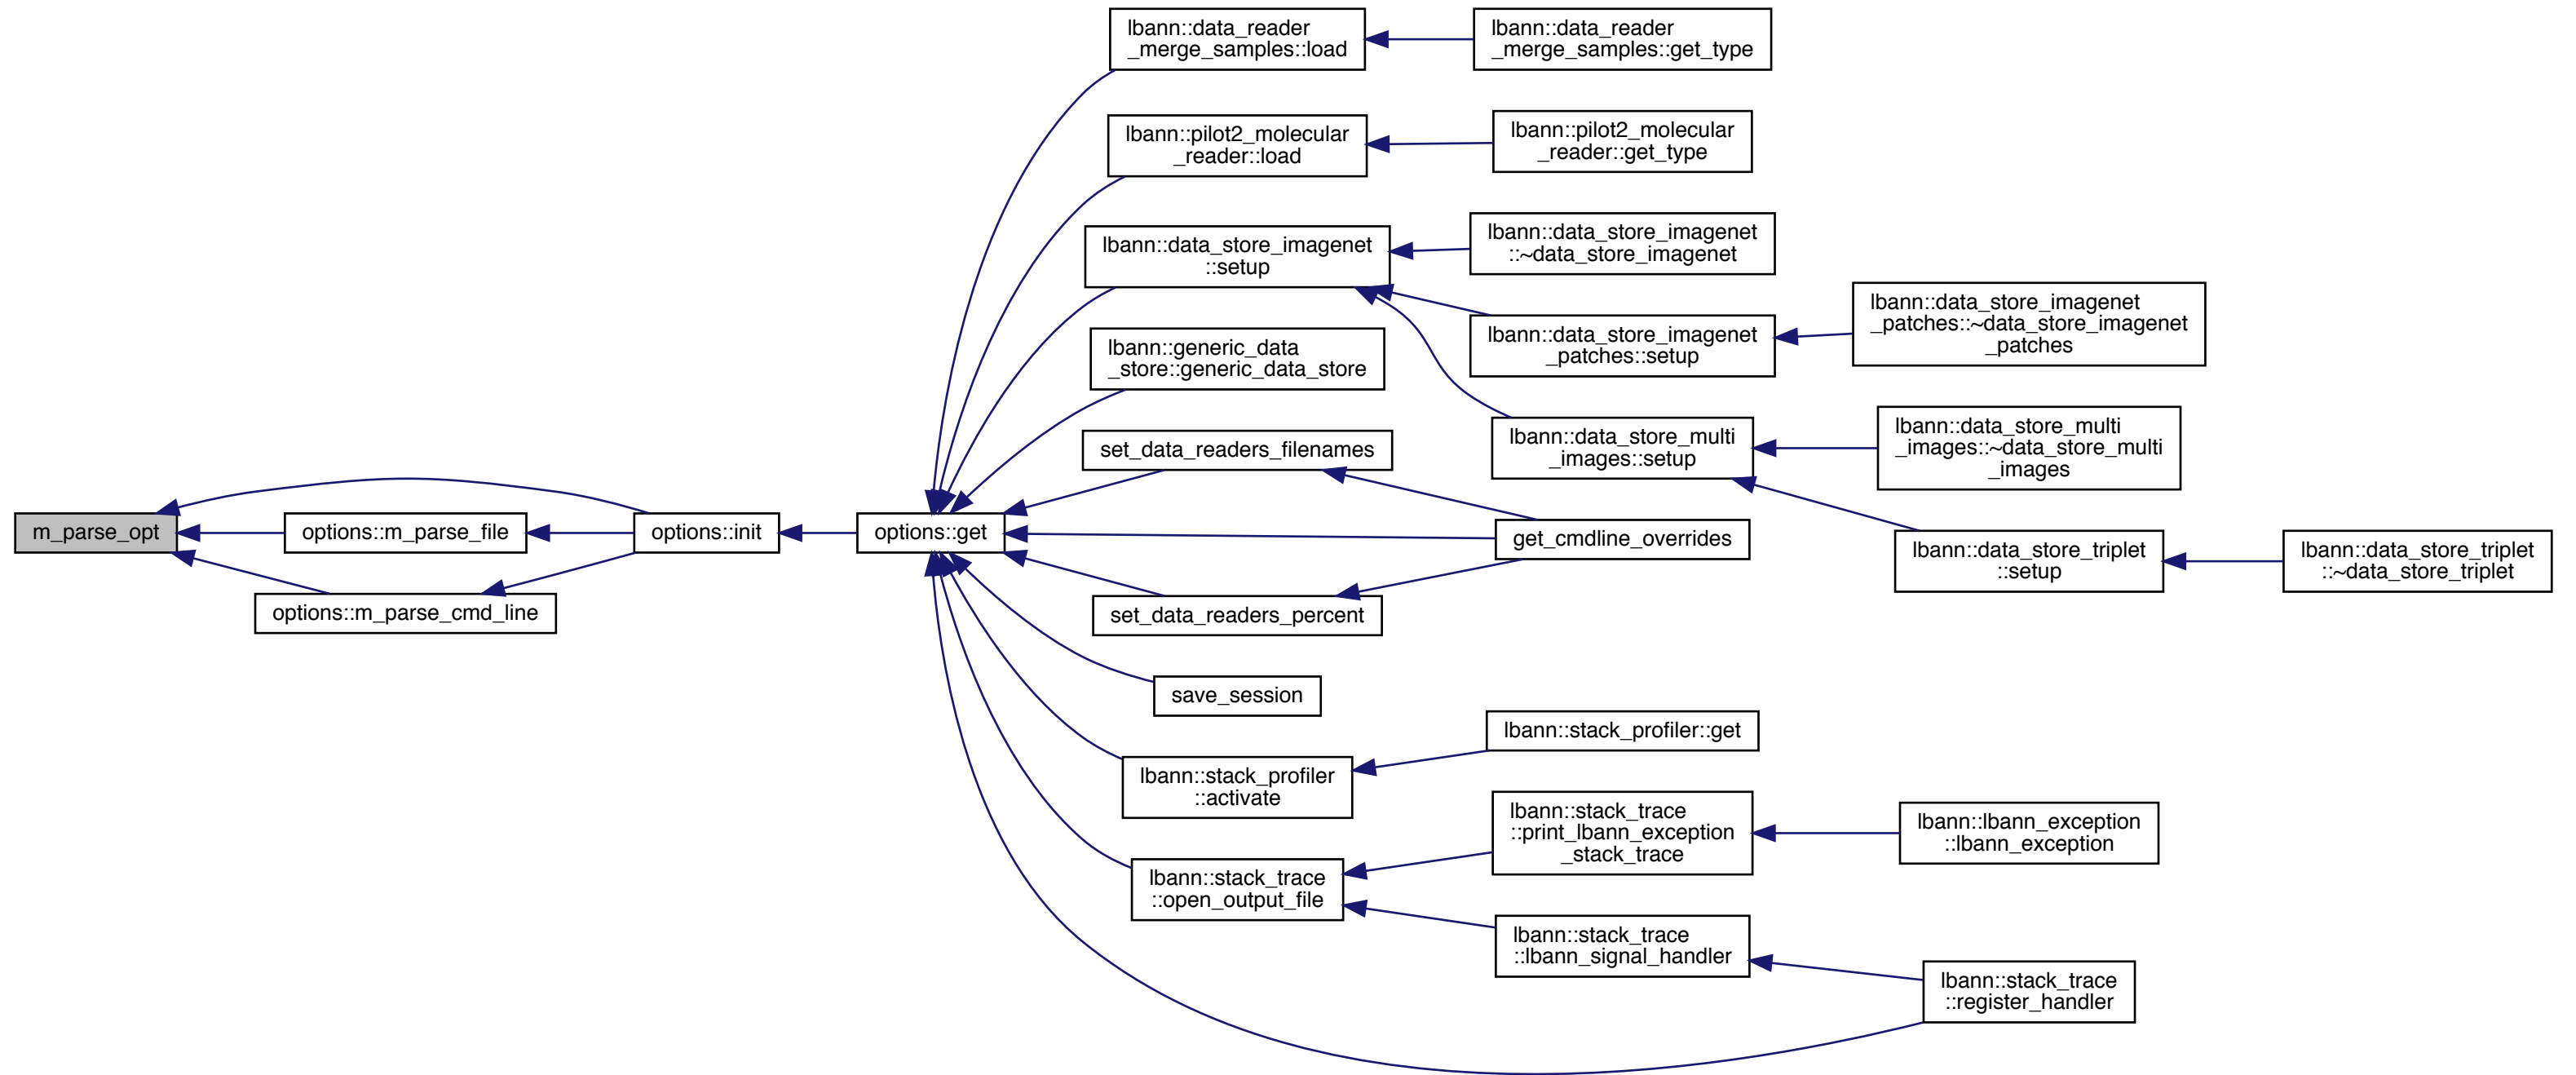 lbann::data_reader
_merge_samples::load
lbann::data_reader
_merge_samples::get_type
lbann::pilot2_molecular
_reader::load
lbann::pilot2_molecular
_reader::get_type
lbann::data_store_imagenet
::setup
lbann::data_store_imagenet
::~data_store_imagenet
lbann::data_store_imagenet
_patches::setup
lbann::data_store_imagenet
_patches::~data_store_imagenet
_patches
lbann::generic_data
_store::generic_data_store
set_data_readers_filenames
lbann::data_store_multi
_images::setup
lbann::data_store_multi
_images::~data_store_multi
_images
m_parse_opt
options::m_parse_file
options::init
options::get
get_cmdline_overrides
lbann::data_store_triplet
::setup
lbann::data_store_triplet
::~data_store_triplet
options::m_parse_cmd_line
set_data_readers_percent
save_session
lbann::stack_profiler
::activate
lbann::stack_profiler::get
lbann::stack_trace
::open_output_file
lbann::stack_trace
::print_lbann_exception
_stack_trace
lbann::lbann_exception
::lbann_exception
lbann::stack_trace
::lbann_signal_handler
lbann::stack_trace
::register_handler